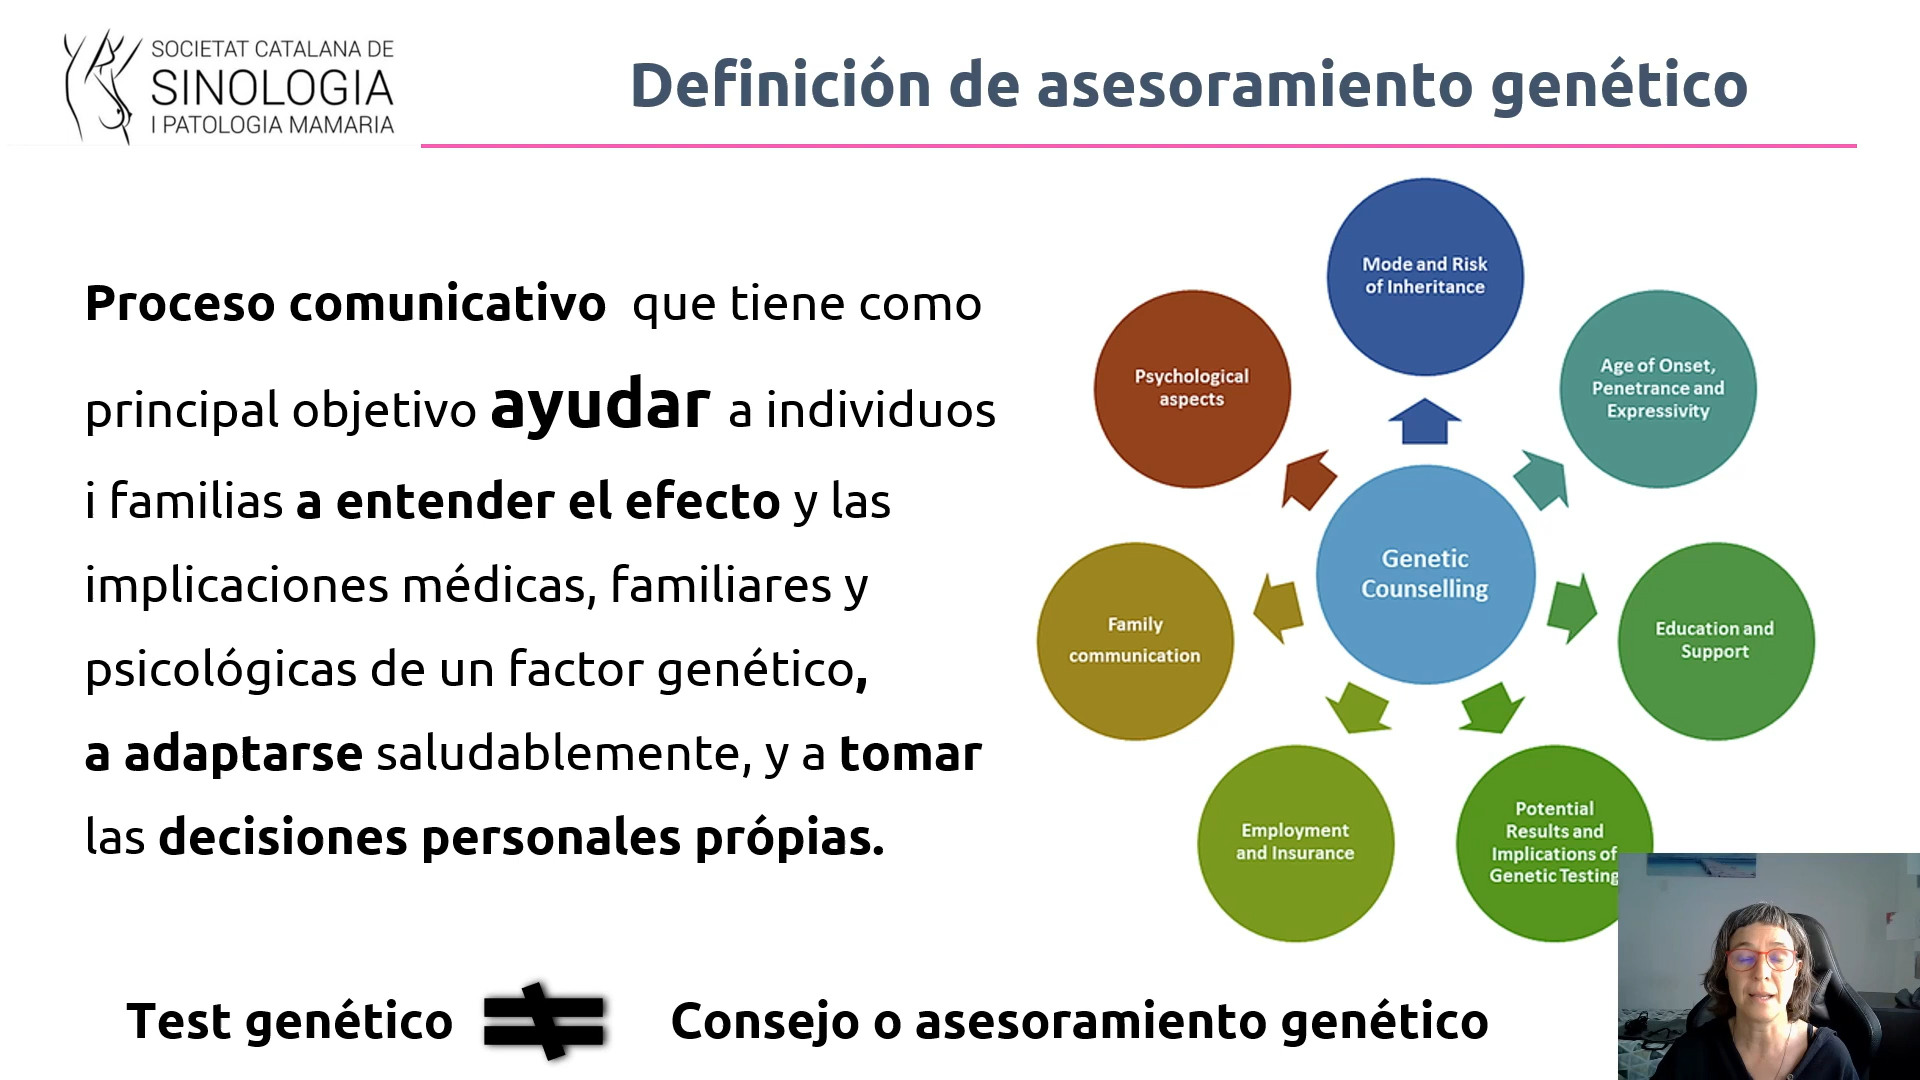 SOCIETAT CATALANA DE
SINOLOGIA
I PATOLOGIA MAMARIA
Definición de asesoramiento genético
Proceso comunicativo que tiene como
principal objetivo ayudar a individuos
i familias a entender el efecto y las
implicaciones médicas, familiares y
psicológicas de un factor genético,
a adaptarse saludablemente, y a tomar
las decisiones personales própias.
Mode and Risk
of Inheritance
Psychological
aspects
Age of Onset,
Penetrance and
Expressivity
Genetic
Counselling
Family
communication
Education and
Support
Employment
and Insurance
Potential
Results and
Implications of
Genetic Testing
Test genético ≠ Consejo o asesoramiento genético